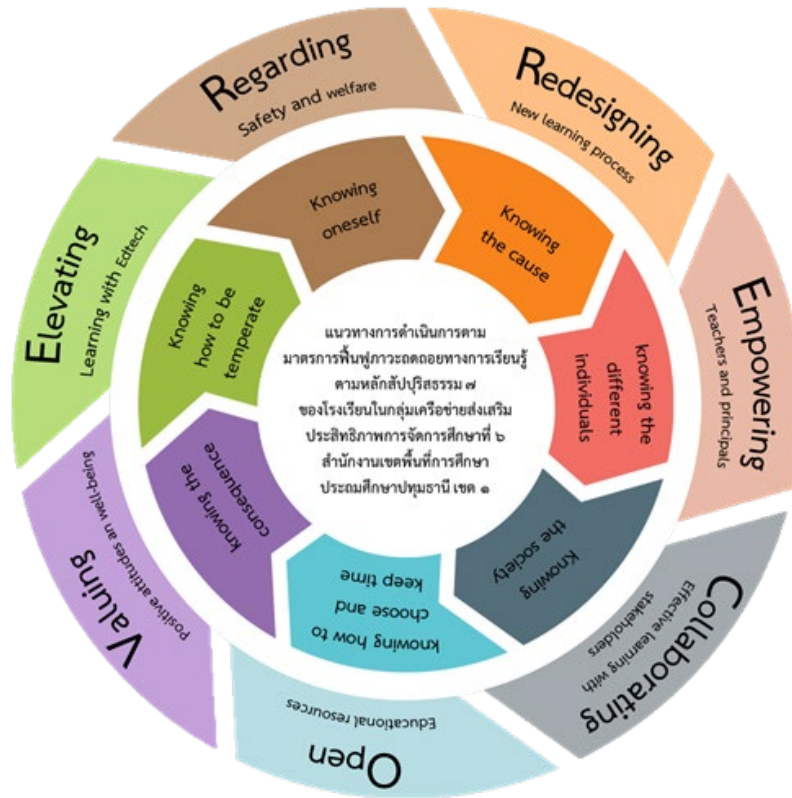 Redesigning
New learning process
Empowering
Teachers and principals
Collaborating
Effective learning with
stakeholders
Open
Educational resources
Valuing
Positive attitudes an well-being
Elevating
Learning with Edtech
Regarding
Safety and welfare
Knowing
the cause
knowing the
different
individuals
Knowing
the society
knowing how to
choose and
keep time
knowing the
consequence
Knowing
how to be
temperate
Knowing
oneself
แนวทางการดำเนินการตาม
มาตรการฟื้นฟูภาวะถดถอยทางการเรียนรู้
ตามหลักสัปปุริสธรรม ๗
ของโรงเรียนในกลุ่มเครือข่ายส่งเสริม
ประสิทธิภาพการจัดการศึกษาที่ ๖
สำนักงานเขตพื้นที่การศึกษา
ประถมศึกษาปทุมธานี เขต ๑